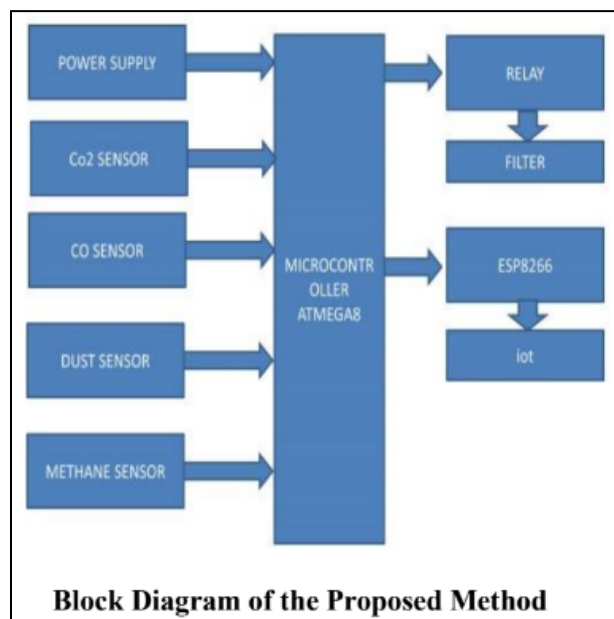 POWER SUPPLY
Co2 SENSOR
CO SENSOR
DUST SENSOR
METHANE SENSOR
MICROCONTR
OLLER
ATMEGA8
RELAY
FILTER
ESP8266
iot
Block Diagram of the Proposed Method